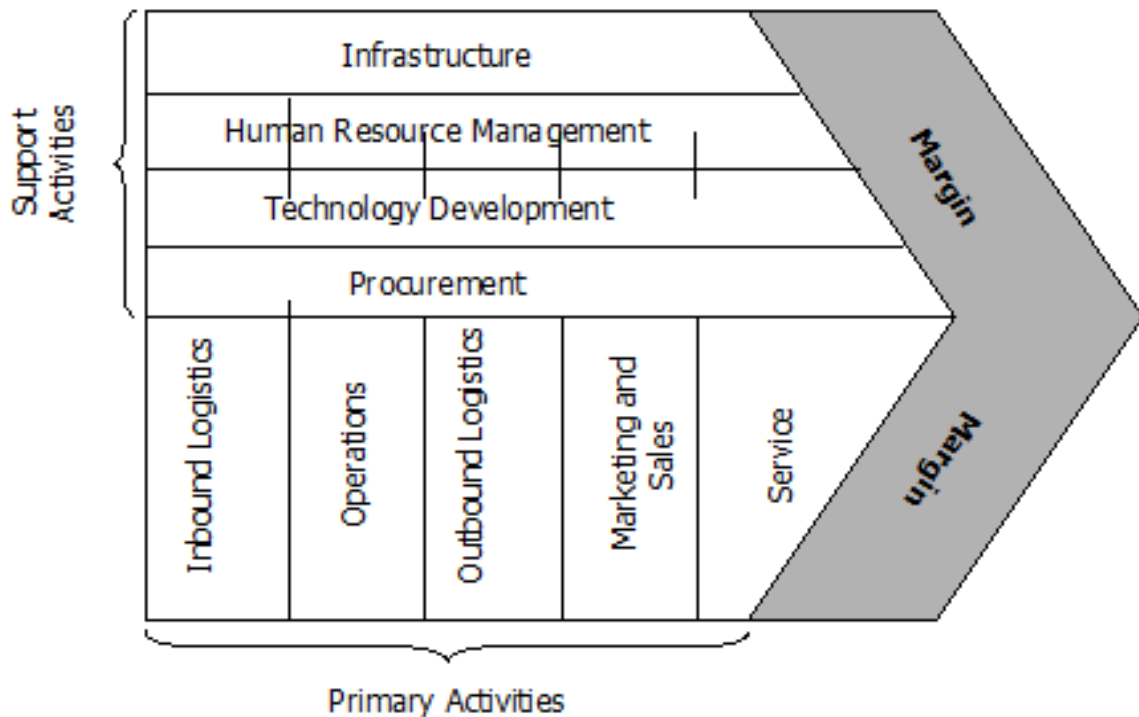 Infrastructure
Human Resource Management
Technology Development
Procurement
Support
Activities
Inbound Logistics
Operations
Outbound Logistics
Marketing and
Sales
Service
Margin
Margin
Primary Activities